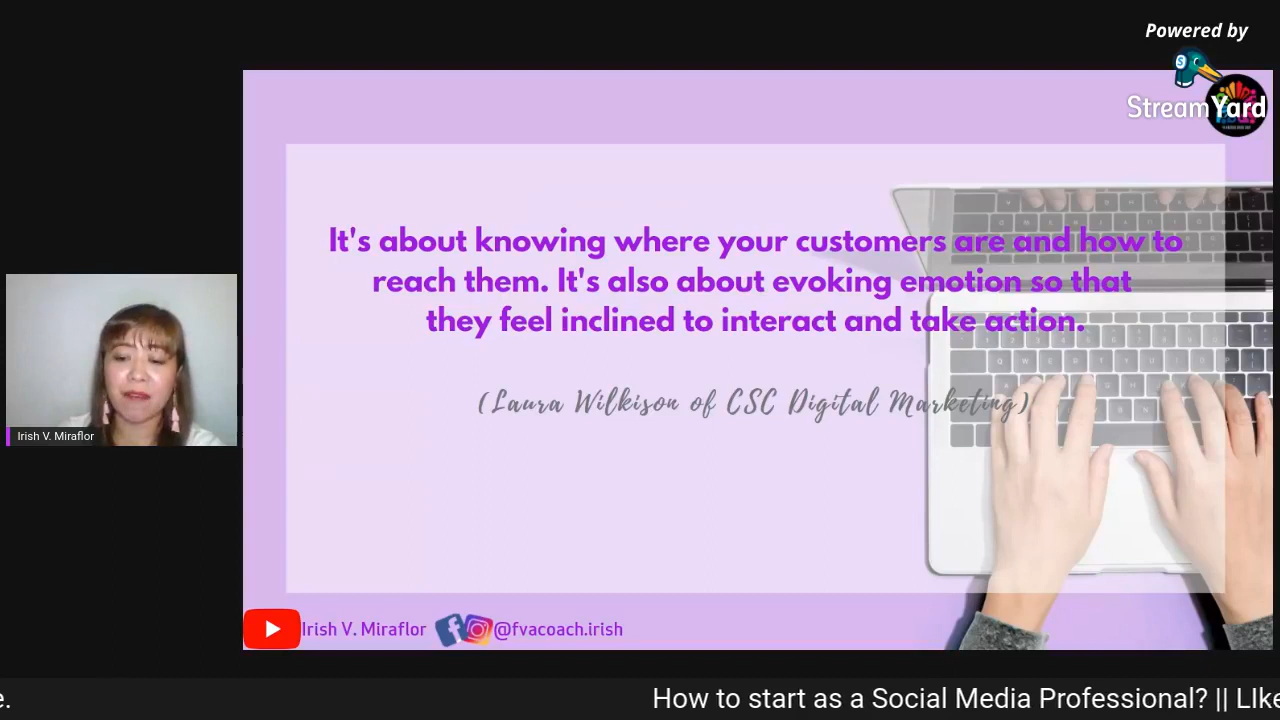 Powered by
StreamYard
It's about knowing where your customers are and how to
reach them. It's also about evoking emotion so that
they feel inclined to interact and take action.
(Laura Wilkison of CSC Digital Marketing)
Irish V. Miraflor
Irish V. Miraflor @fvacoach.irish
e. How to start as a Social Media Professional? || LIke